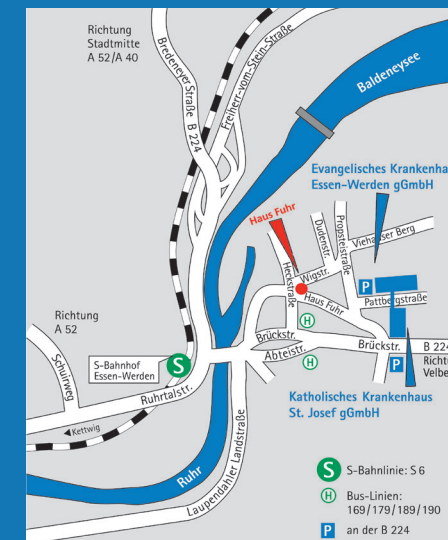 Richtung
Stadtmitte
A 52/A 40
Bredeneyer Straße B 224
Freiherr-vom-Stein-Straße
Baldeneysee
Evangelisches Krankenha
Essen-Werden gGmbH
Haus Fuhr
Dudenstr.
Propsteistraße
Viehauser Berg
Heckstraße
Wigstr.
Haus Fuhr
P
Pattbergstraße
Richtung
A 52
Schuirweg
S-Bahnhof
Essen-Werden
S
H
Brückstr.
Abteistr.
H
Brückstr.
B 224
Richtu
Velber
P
Ruhrtalstr.
Kettwig
Katholisches Krankenhaus
St. Josef gGmbH
Ruhr
Laupendahler Landstraße
S S-Bahnlinie: S 6
H Bus-Linien:
169/179/189/190
P an der B 224